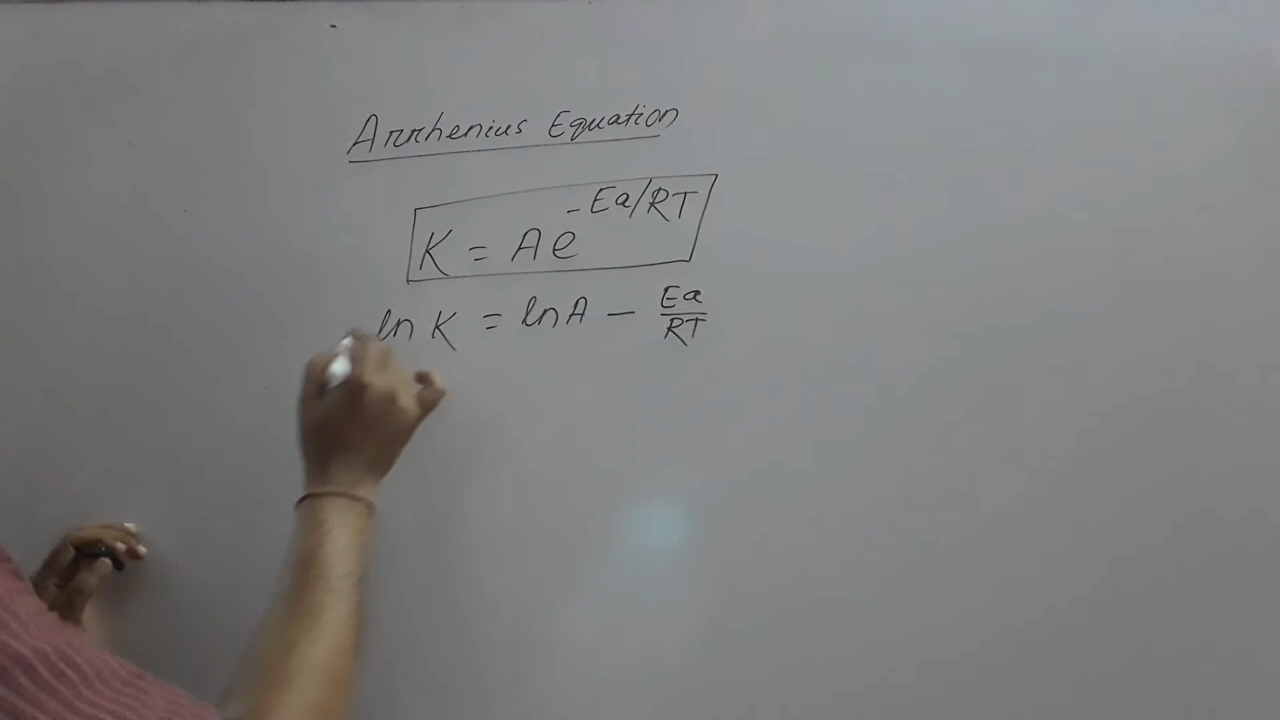 Arrhenius Equation
K = Ae^-Ea/RT
ln K = ln A - Ea/RT